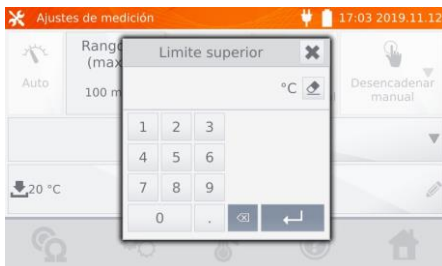 Ajustes de medición 17:03 2019.11.12
Rango
(max
Auto
100 m
Desencadenar
manual
Limite superior
°C
1 2 3
4 5 6
7 8 9
0 .
20 °C